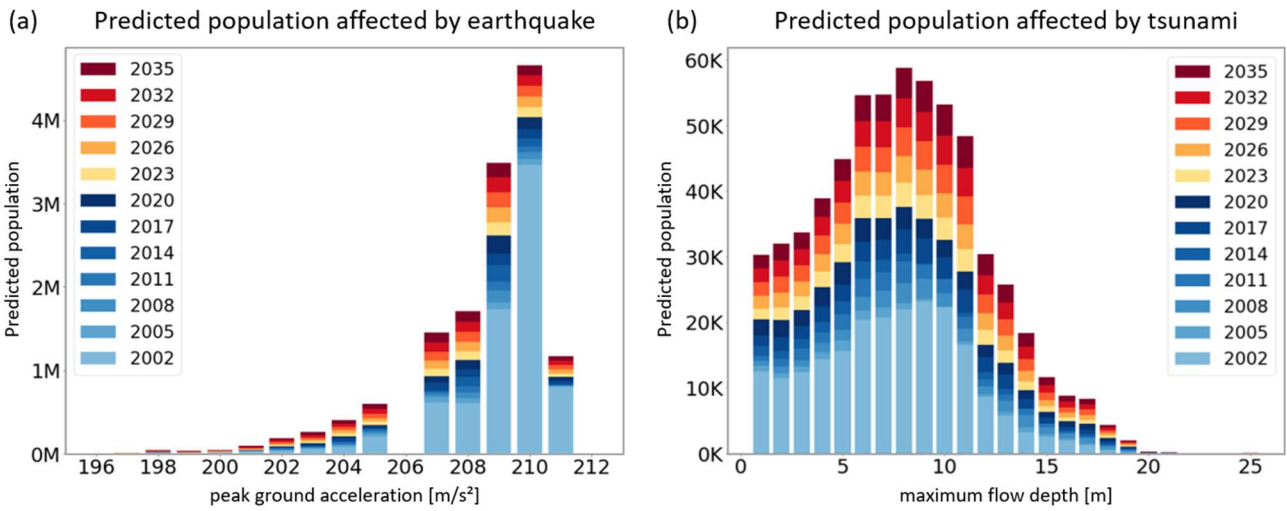 (a) Predicted population affected by earthquake
Predicted population
4M
3M
2M
1M
0M
2035
2032
2029
2026
2023
2020
2017
2014
2011
2008
2005
2002
196 198 200 202 204 206 208 210 212
peak ground acceleration [m/s²]
(b) Predicted population affected by tsunami
Predicted population
60K
50K
40K
30K
20K
10K
0K
2035
2032
2029
2026
2023
2020
2017
2014
2011
2008
2005
2002
0 5 10 15 20 25
maximum flow depth [m]